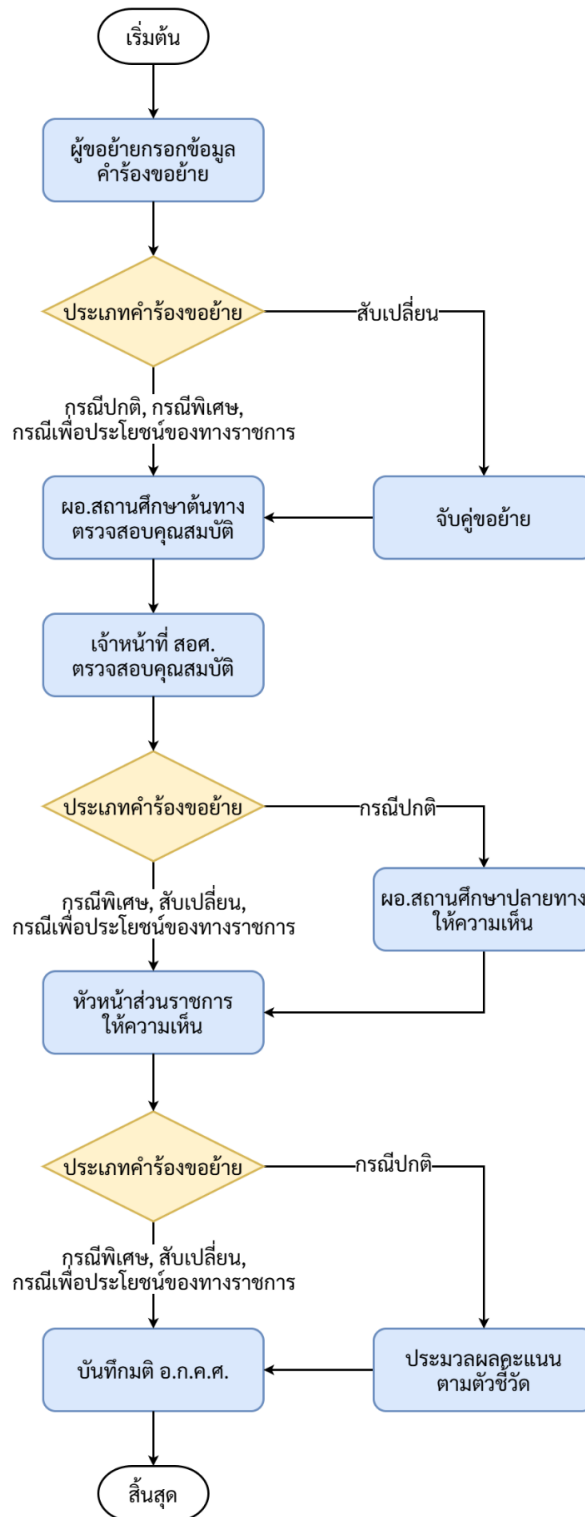 เริ่มต้น
ผู้ขอย้ายกรอกข้อมูล
คำร้องขอย้าย
ประเภทคำร้องขอย้าย
สับเปลี่ยน
กรณีปกติ, กรณีพิเศษ,
กรณีเพื่อประโยชน์ของทางราชการ
ผอ.สถานศึกษาต้นทาง
ตรวจสอบคุณสมบัติ
จับคู่ขอย้าย
เจ้าหน้าที่ สอศ.
ตรวจสอบคุณสมบัติ
ประเภทคำร้องขอย้าย
กรณีปกติ
กรณีพิเศษ, สับเปลี่ยน,
กรณีเพื่อประโยชน์ของทางราชการ
ผอ.สถานศึกษาปลายทาง
ให้ความเห็น
หัวหน้าส่วนราชการ
ให้ความเห็น
ประเภทคำร้องขอย้าย
กรณีปกติ
กรณีพิเศษ, สับเปลี่ยน,
กรณีเพื่อประโยชน์ของทางราชการ
บันทึกมติ อ.ก.ค.ศ.
ประมวลผลคะแนน
ตามตัวชี้วัด
สิ้นสุด